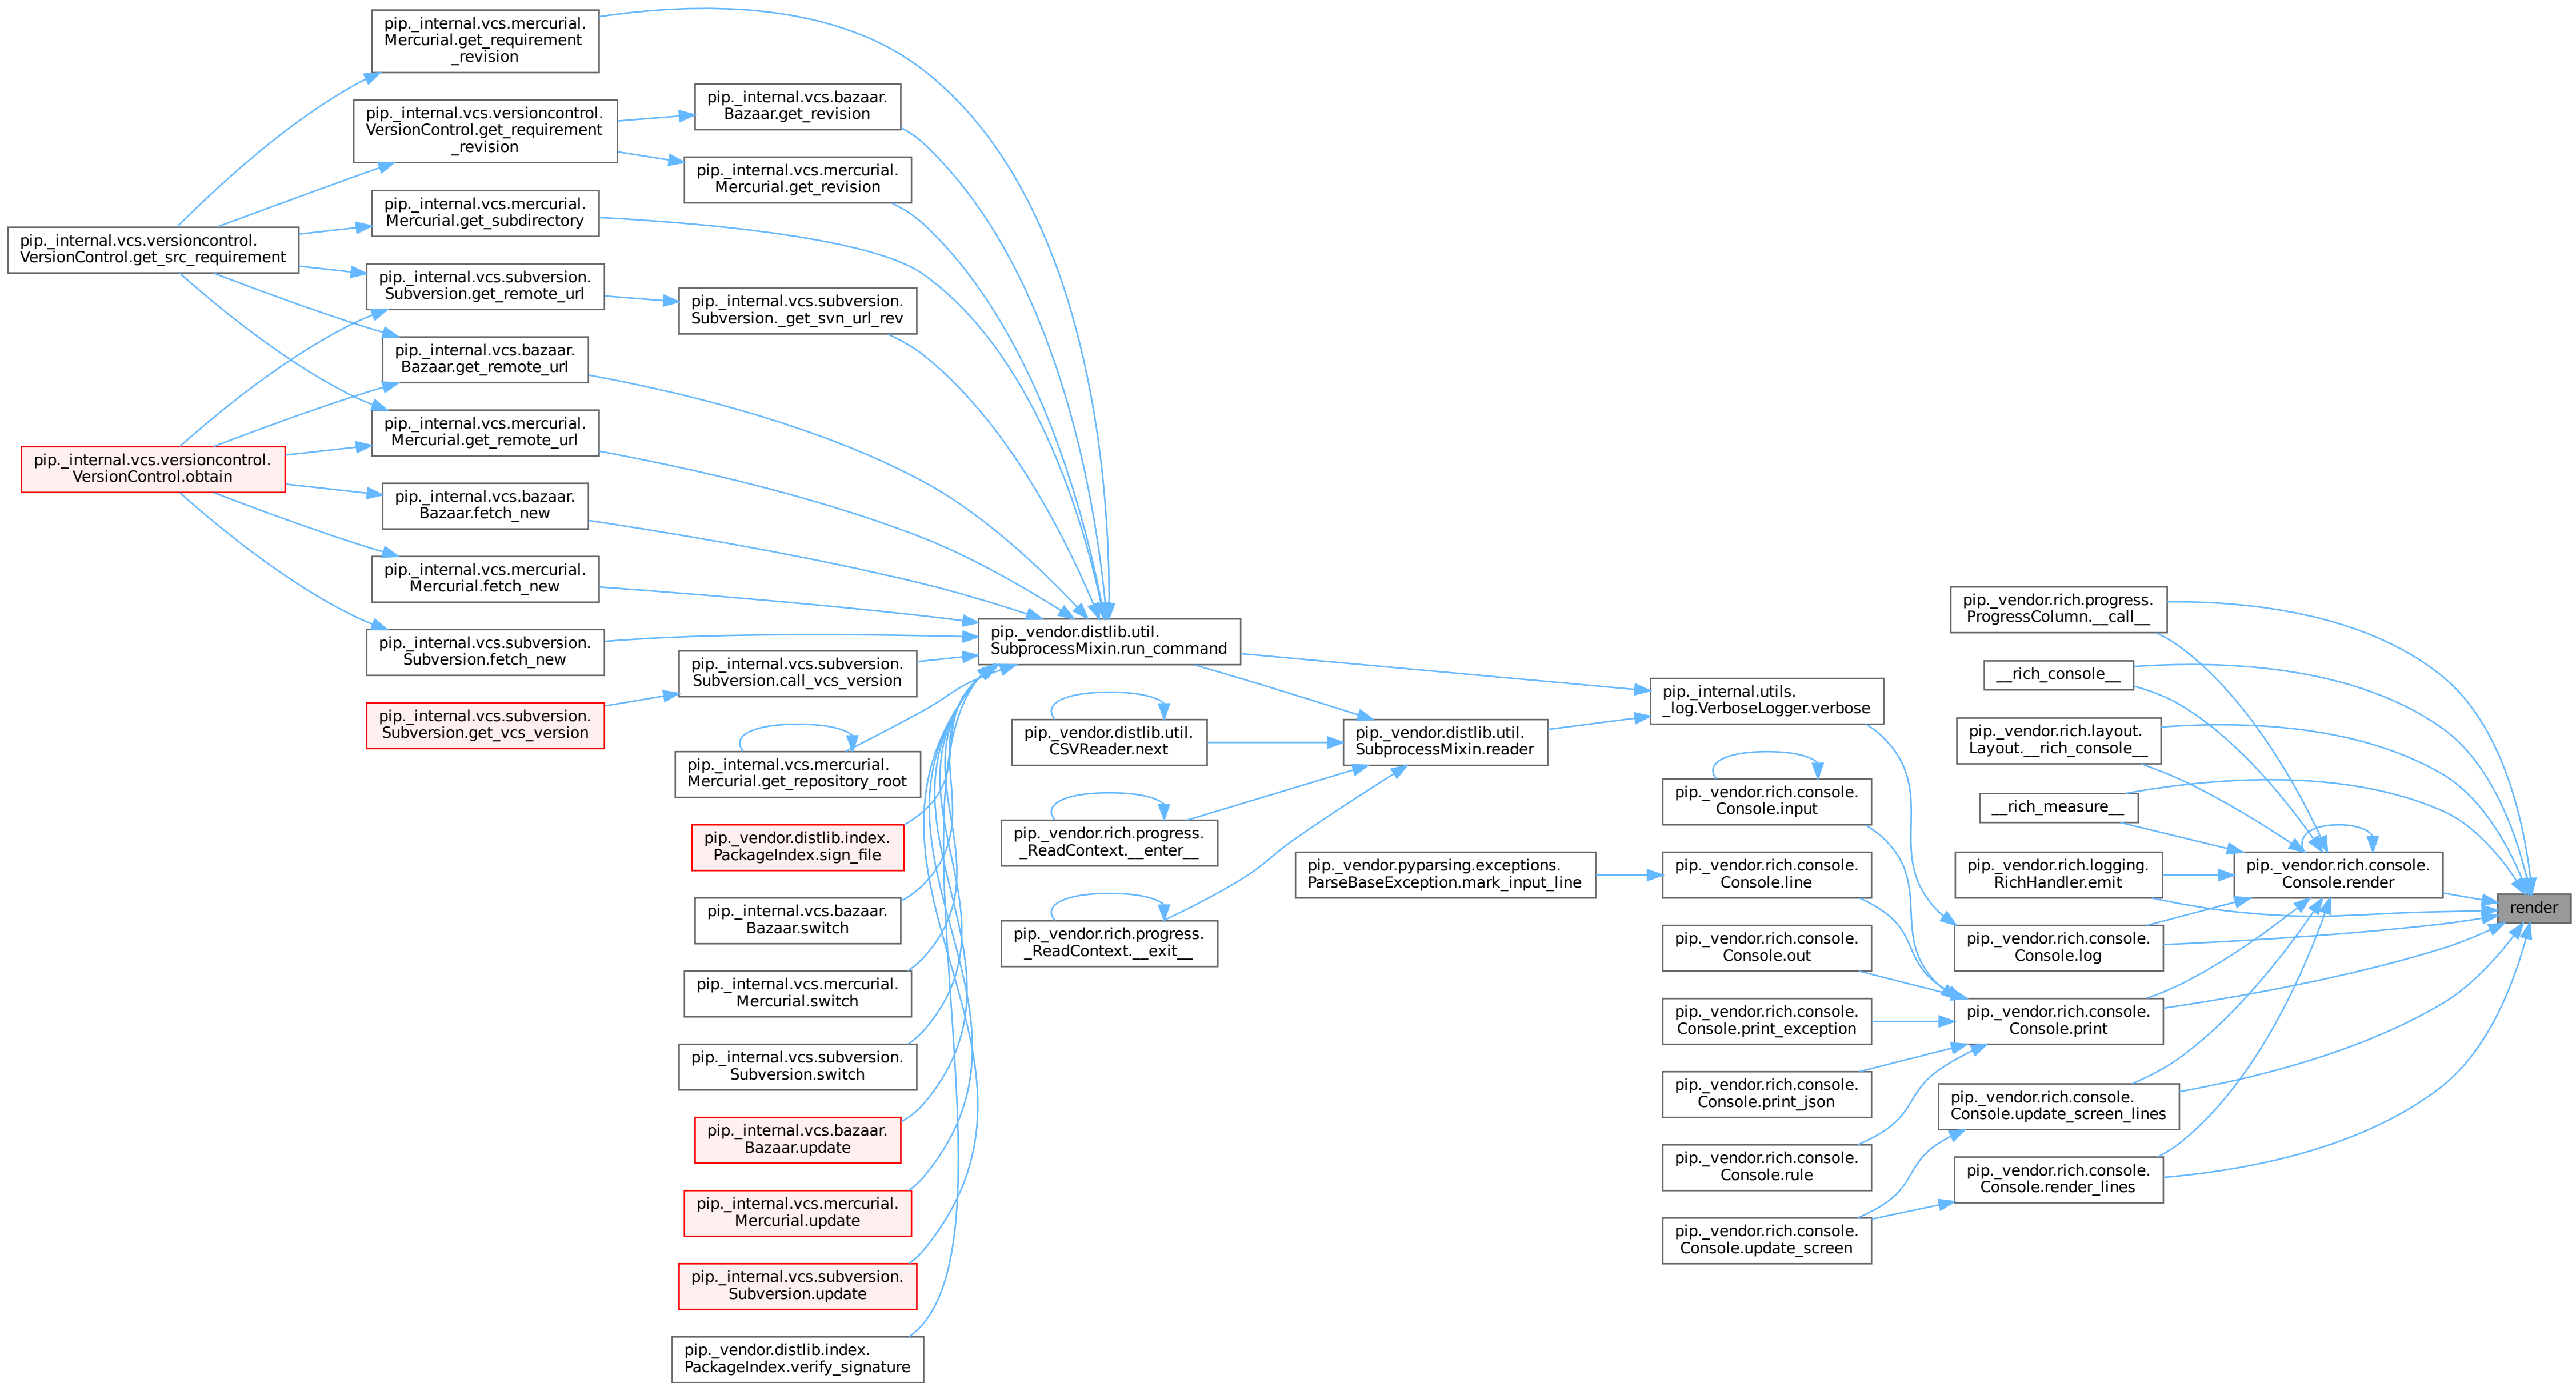 pip._internal.vcs.mercurial.
Mercurial.get_requirement
_revision
pip._internal.vcs.versioncontrol.
VersionControl.get_requirement
_revision
pip._internal.vcs.mercurial.
Mercurial.get_subdirectory
pip._internal.vcs.versioncontrol.
VersionControl.get_src_requirement
pip._internal.vcs.subversion.
Subversion.get_remote_url
pip._internal.vcs.bazaar.
Bazaar.get_remote_url
pip._internal.vcs.mercurial.
Mercurial.get_remote_url
pip._internal.vcs.versioncontrol.
VersionControl.obtain
pip._internal.vcs.bazaar.
Bazaar.fetch_new
pip._internal.vcs.mercurial.
Mercurial.fetch_new
pip._internal.vcs.subversion.
Subversion.fetch_new
pip._internal.vcs.subversion.
Subversion.get_vcs_version
pip._internal.vcs.bazaar.
Bazaar.get_revision
pip._internal.vcs.mercurial.
Mercurial.get_revision
pip._internal.vcs.subversion.
Subversion._get_svn_url_rev
pip._internal.vcs.subversion.
Subversion.call_vcs_version
pip._internal.vcs.mercurial.
Mercurial.get_repository_root
pip._vendor.distlib.index.
PackageIndex.sign_file
pip._internal.vcs.bazaar.
Bazaar.switch
pip._internal.vcs.mercurial.
Mercurial.switch
pip._internal.vcs.subversion.
Subversion.switch
pip._internal.vcs.bazaar.
Bazaar.update
pip._internal.vcs.mercurial.
Mercurial.update
pip._internal.vcs.subversion.
Subversion.update
pip._vendor.distlib.index.
PackageIndex.verify_signature
pip._vendor.distlib.util.
SubprocessMixin.run_command
pip._vendor.distlib.util.
CSVReader.next
pip._vendor.rich.progress.
_ReadContext.__enter__
pip._vendor.rich.progress.
_ReadContext.__exit__
pip._vendor.distlib.util.
SubprocessMixin.reader
pip._vendor.pyparsing.exceptions.
ParseBaseException.mark_input_line
pip._internal.utils.
_log.VerboseLogger.verbose
pip._vendor.rich.console.
Console.input
pip._vendor.rich.console.
Console.line
pip._vendor.rich.console.
Console.out
pip._vendor.rich.console.
Console.print_exception
pip._vendor.rich.console.
Console.print_json
pip._vendor.rich.console.
Console.rule
pip._vendor.rich.console.
Console.update_screen
pip._vendor.rich.progress.
ProgressColumn.__call__
__rich_console__
pip._vendor.rich.layout.
Layout.__rich_console__
__rich_measure__
pip._vendor.rich.logging.
RichHandler.emit
pip._vendor.rich.console.
Console.log
pip._vendor.rich.console.
Console.print
pip._vendor.rich.console.
Console.update_screen_lines
pip._vendor.rich.console.
Console.render_lines
pip._vendor.rich.console.
Console.render
render